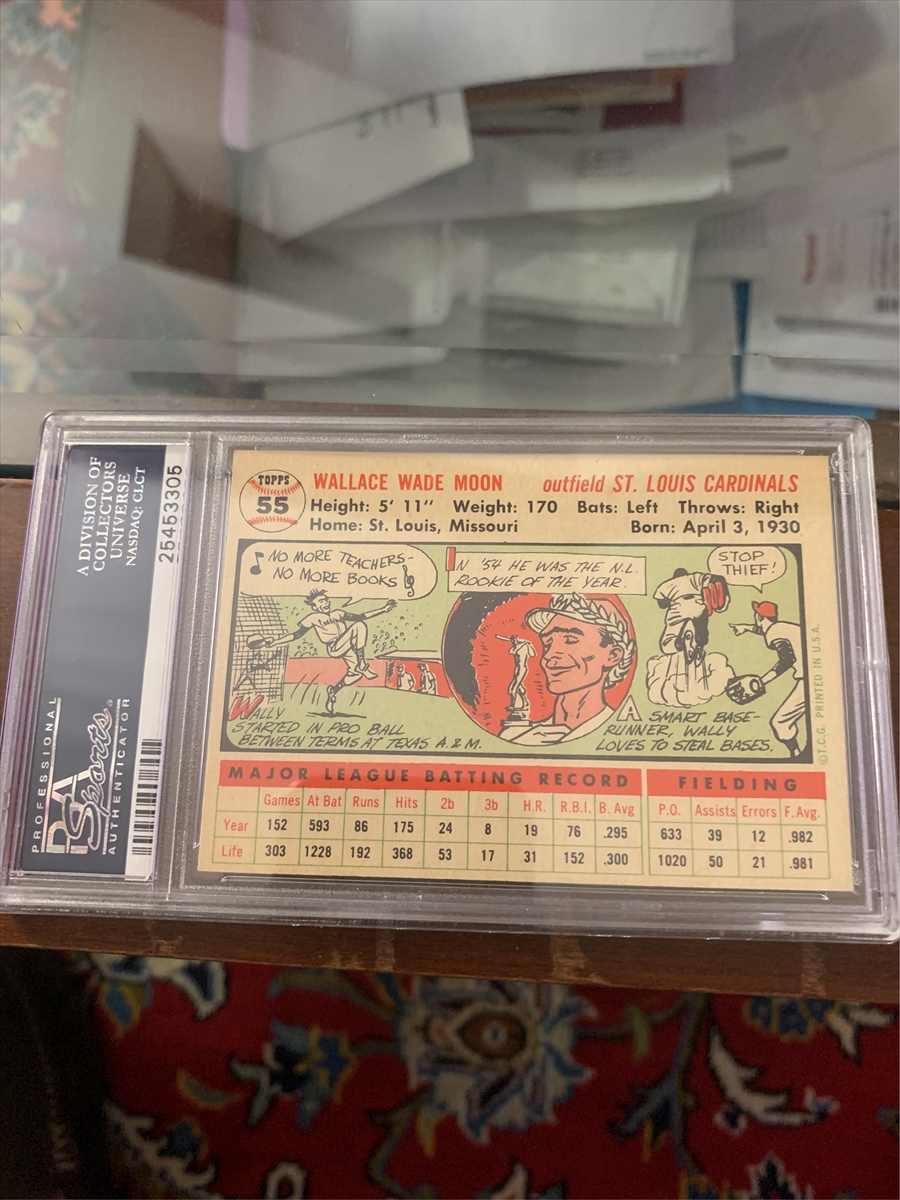 A DIVISION OF
COLLECTORS
UNIVERSE
NASDAQ: CLCT
25453305
PROFESSIONAL
PSA
Sports®
AUTHENTICATOR
TOPPS
55
WALLACE WADE MOON outfield ST. LOUIS CARDINALS
Height: 5' 11" Weight: 170 Bats: Left Throws: Right
Home: St. Louis, Missouri Born: April 3, 1930
NO MORE TEACHERS-
NO MORE BOOKS
IN '54 HE WAS THE N.L.
ROOKIE OF THE YEAR.
STOP
THIEF!
WALLY
STARTED IN PRO BALL
BETWEEN TERMS AT TEXAS A.&M.
A SMART BASE-
RUNNER, WALLY
LOVES TO STEAL BASES.
©T.C.G. PRINTED IN U.S.A.
MAJOR LEAGUE BATTING RECORD FIELDING
Games At Bat Runs Hits 2b 3b H.R. R.B.I. B. Avg P.O. Assists Errors F. Avg.
Year 152 593 86 175 24 8 19 76 .295 633 39 12 .982
Life 303 1228 192 368 53 17 31 152 .300 1020 50 21 .981